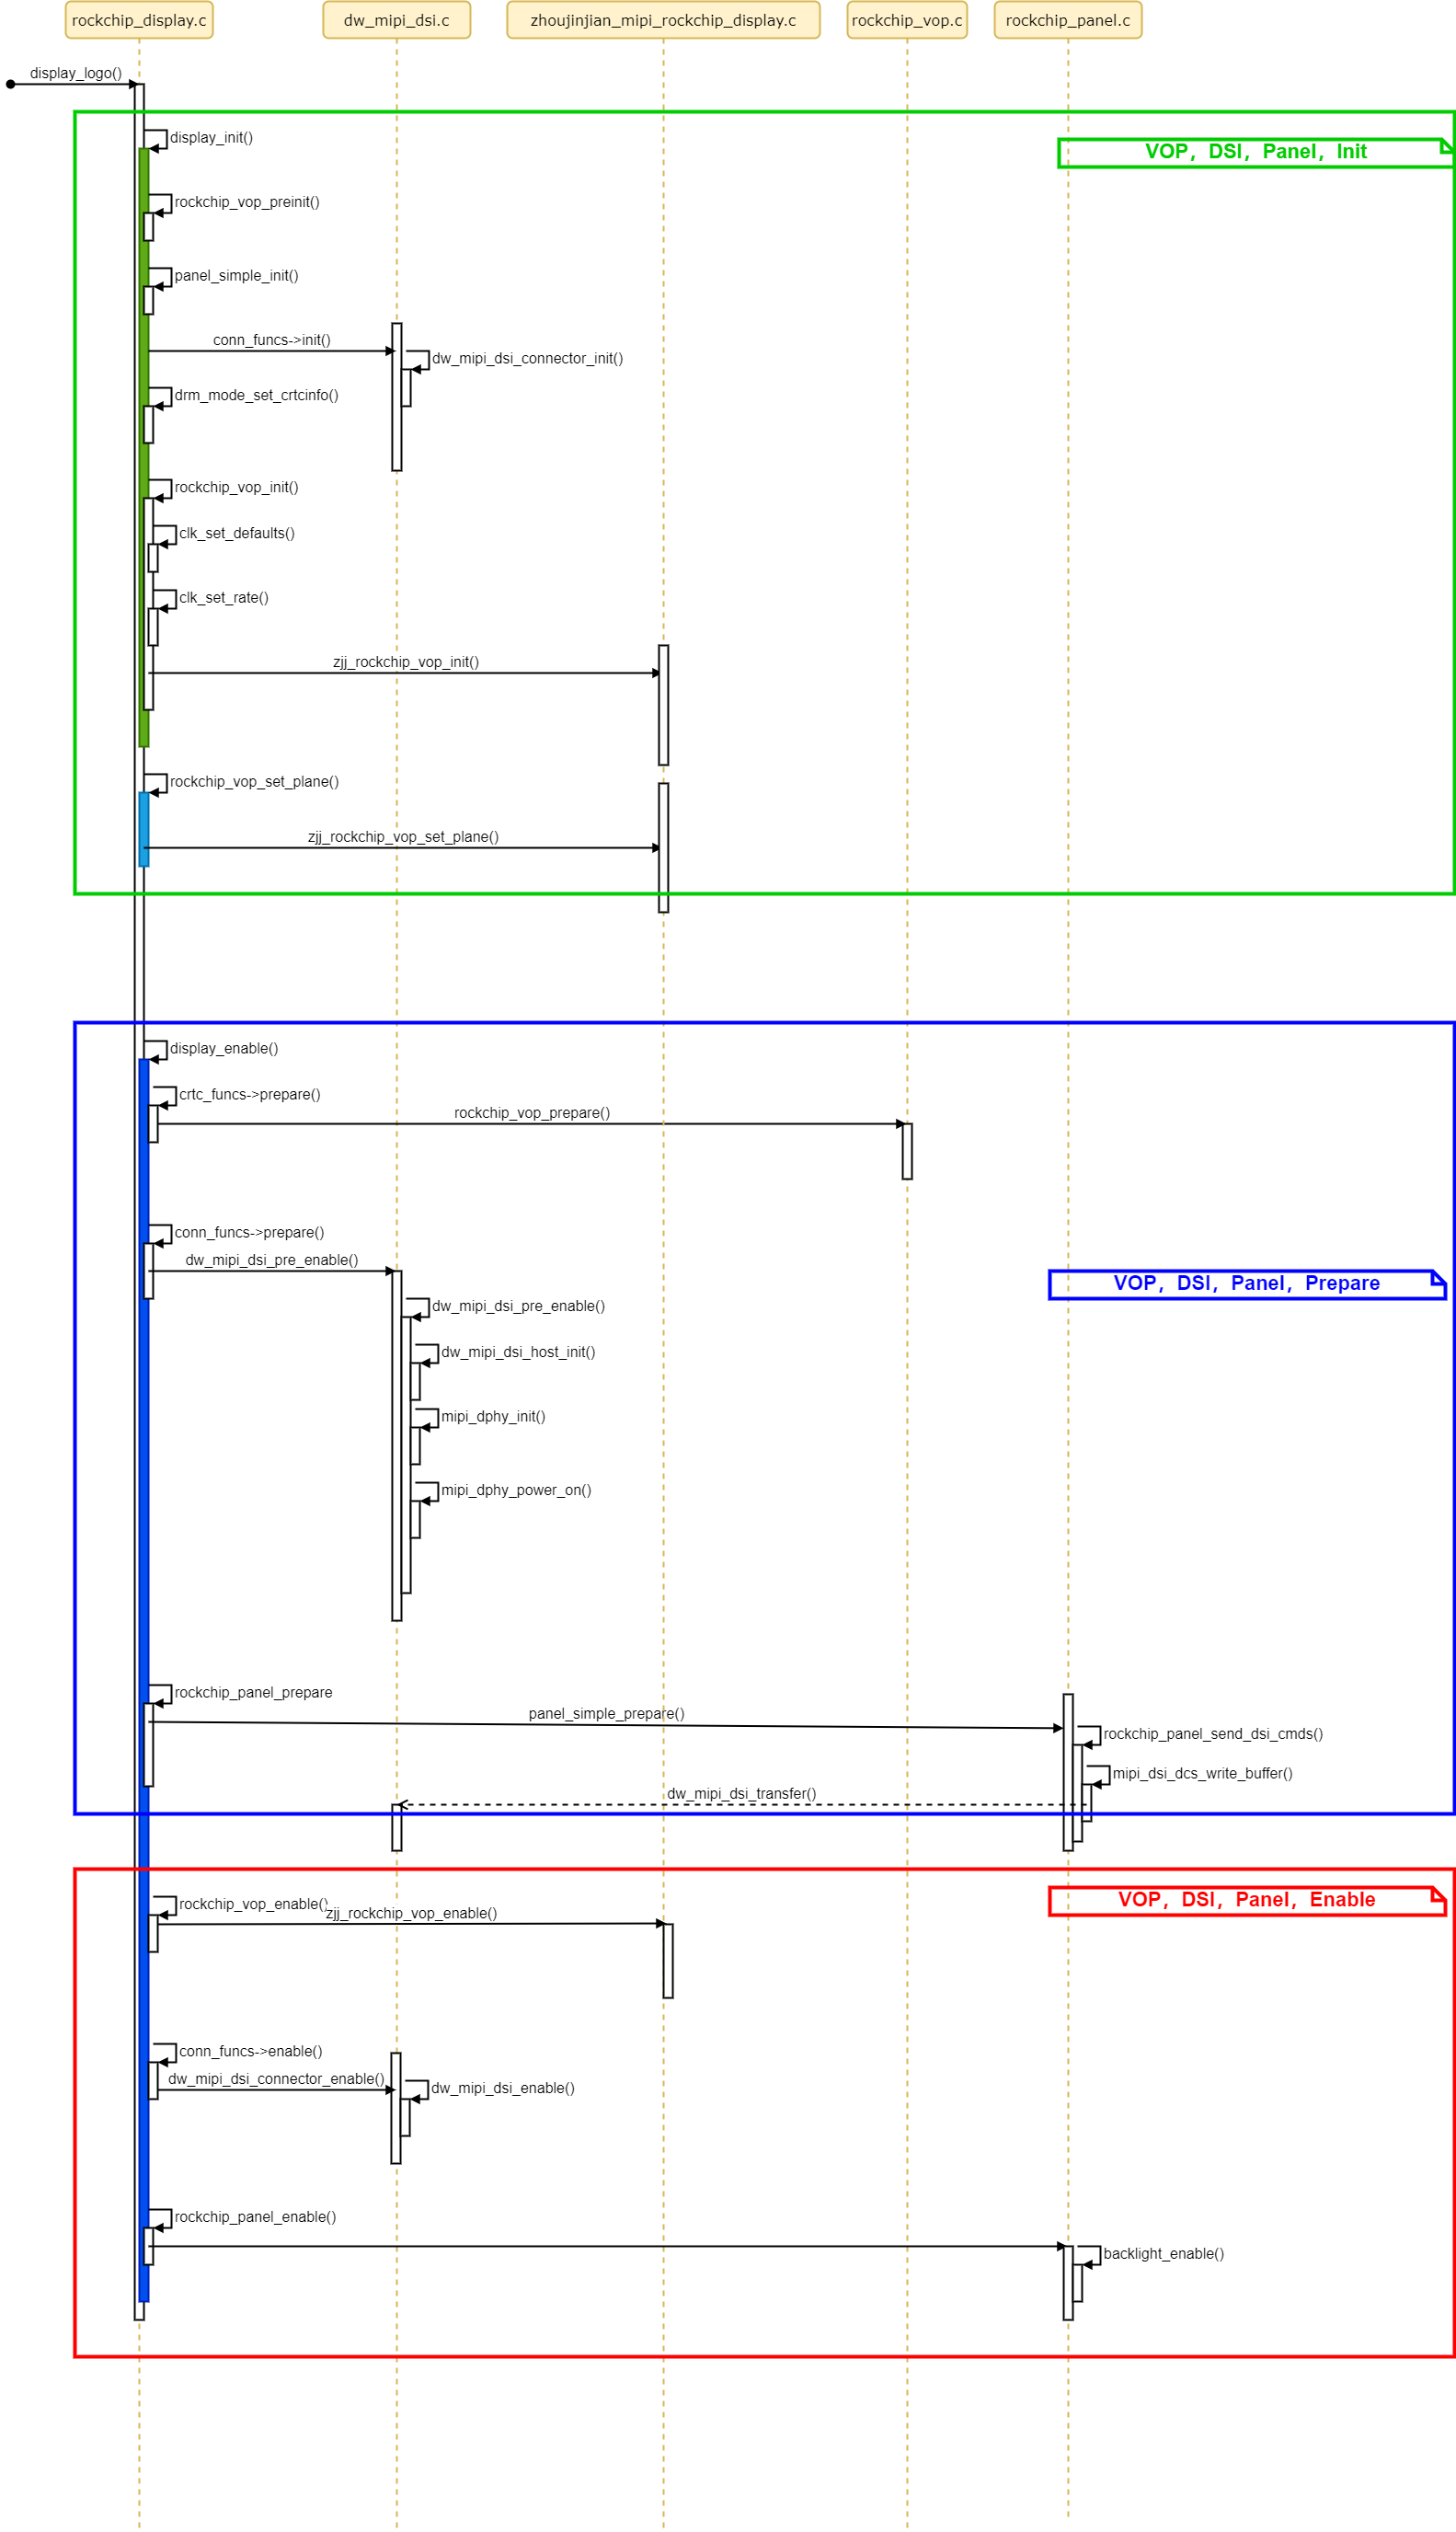 rockchip_display.c
dw_mipi_dsi.c
zhoujinjian_mipi_rockchip_display.c
rockchip_vop.c
rockchip_panel.c
display_logo()
display_init()
VOP，DSI，Panel，Init
rockchip_vop_preinit()
panel_simple_init()
conn_funcs->init()
dw_mipi_dsi_connector_init()
drm_mode_set_crtcinfo()
rockchip_vop_init()
clk_set_defaults()
clk_set_rate()
zjj_rockchip_vop_init()
rockchip_vop_set_plane()
zjj_rockchip_vop_set_plane()
display_enable()
crtc_funcs->prepare()
rockchip_vop_prepare()
conn_funcs->prepare()
dw_mipi_dsi_pre_enable()
VOP，DSI，Panel，Prepare
dw_mipi_dsi_pre_enable()
dw_mipi_dsi_host_init()
mipi_dphy_init()
mipi_dphy_power_on()
rockchip_panel_prepare
panel_simple_prepare()
rockchip_panel_send_dsi_cmds()
mipi_dsi_dcs_write_buffer()
dw_mipi_dsi_transfer()
VOP，DSI，Panel，Enable
rockchip_vop_enable()
zjj_rockchip_vop_enable()
conn_funcs->enable()
dw_mipi_dsi_connector_enable()
dw_mipi_dsi_enable()
rockchip_panel_enable()
backlight_enable()